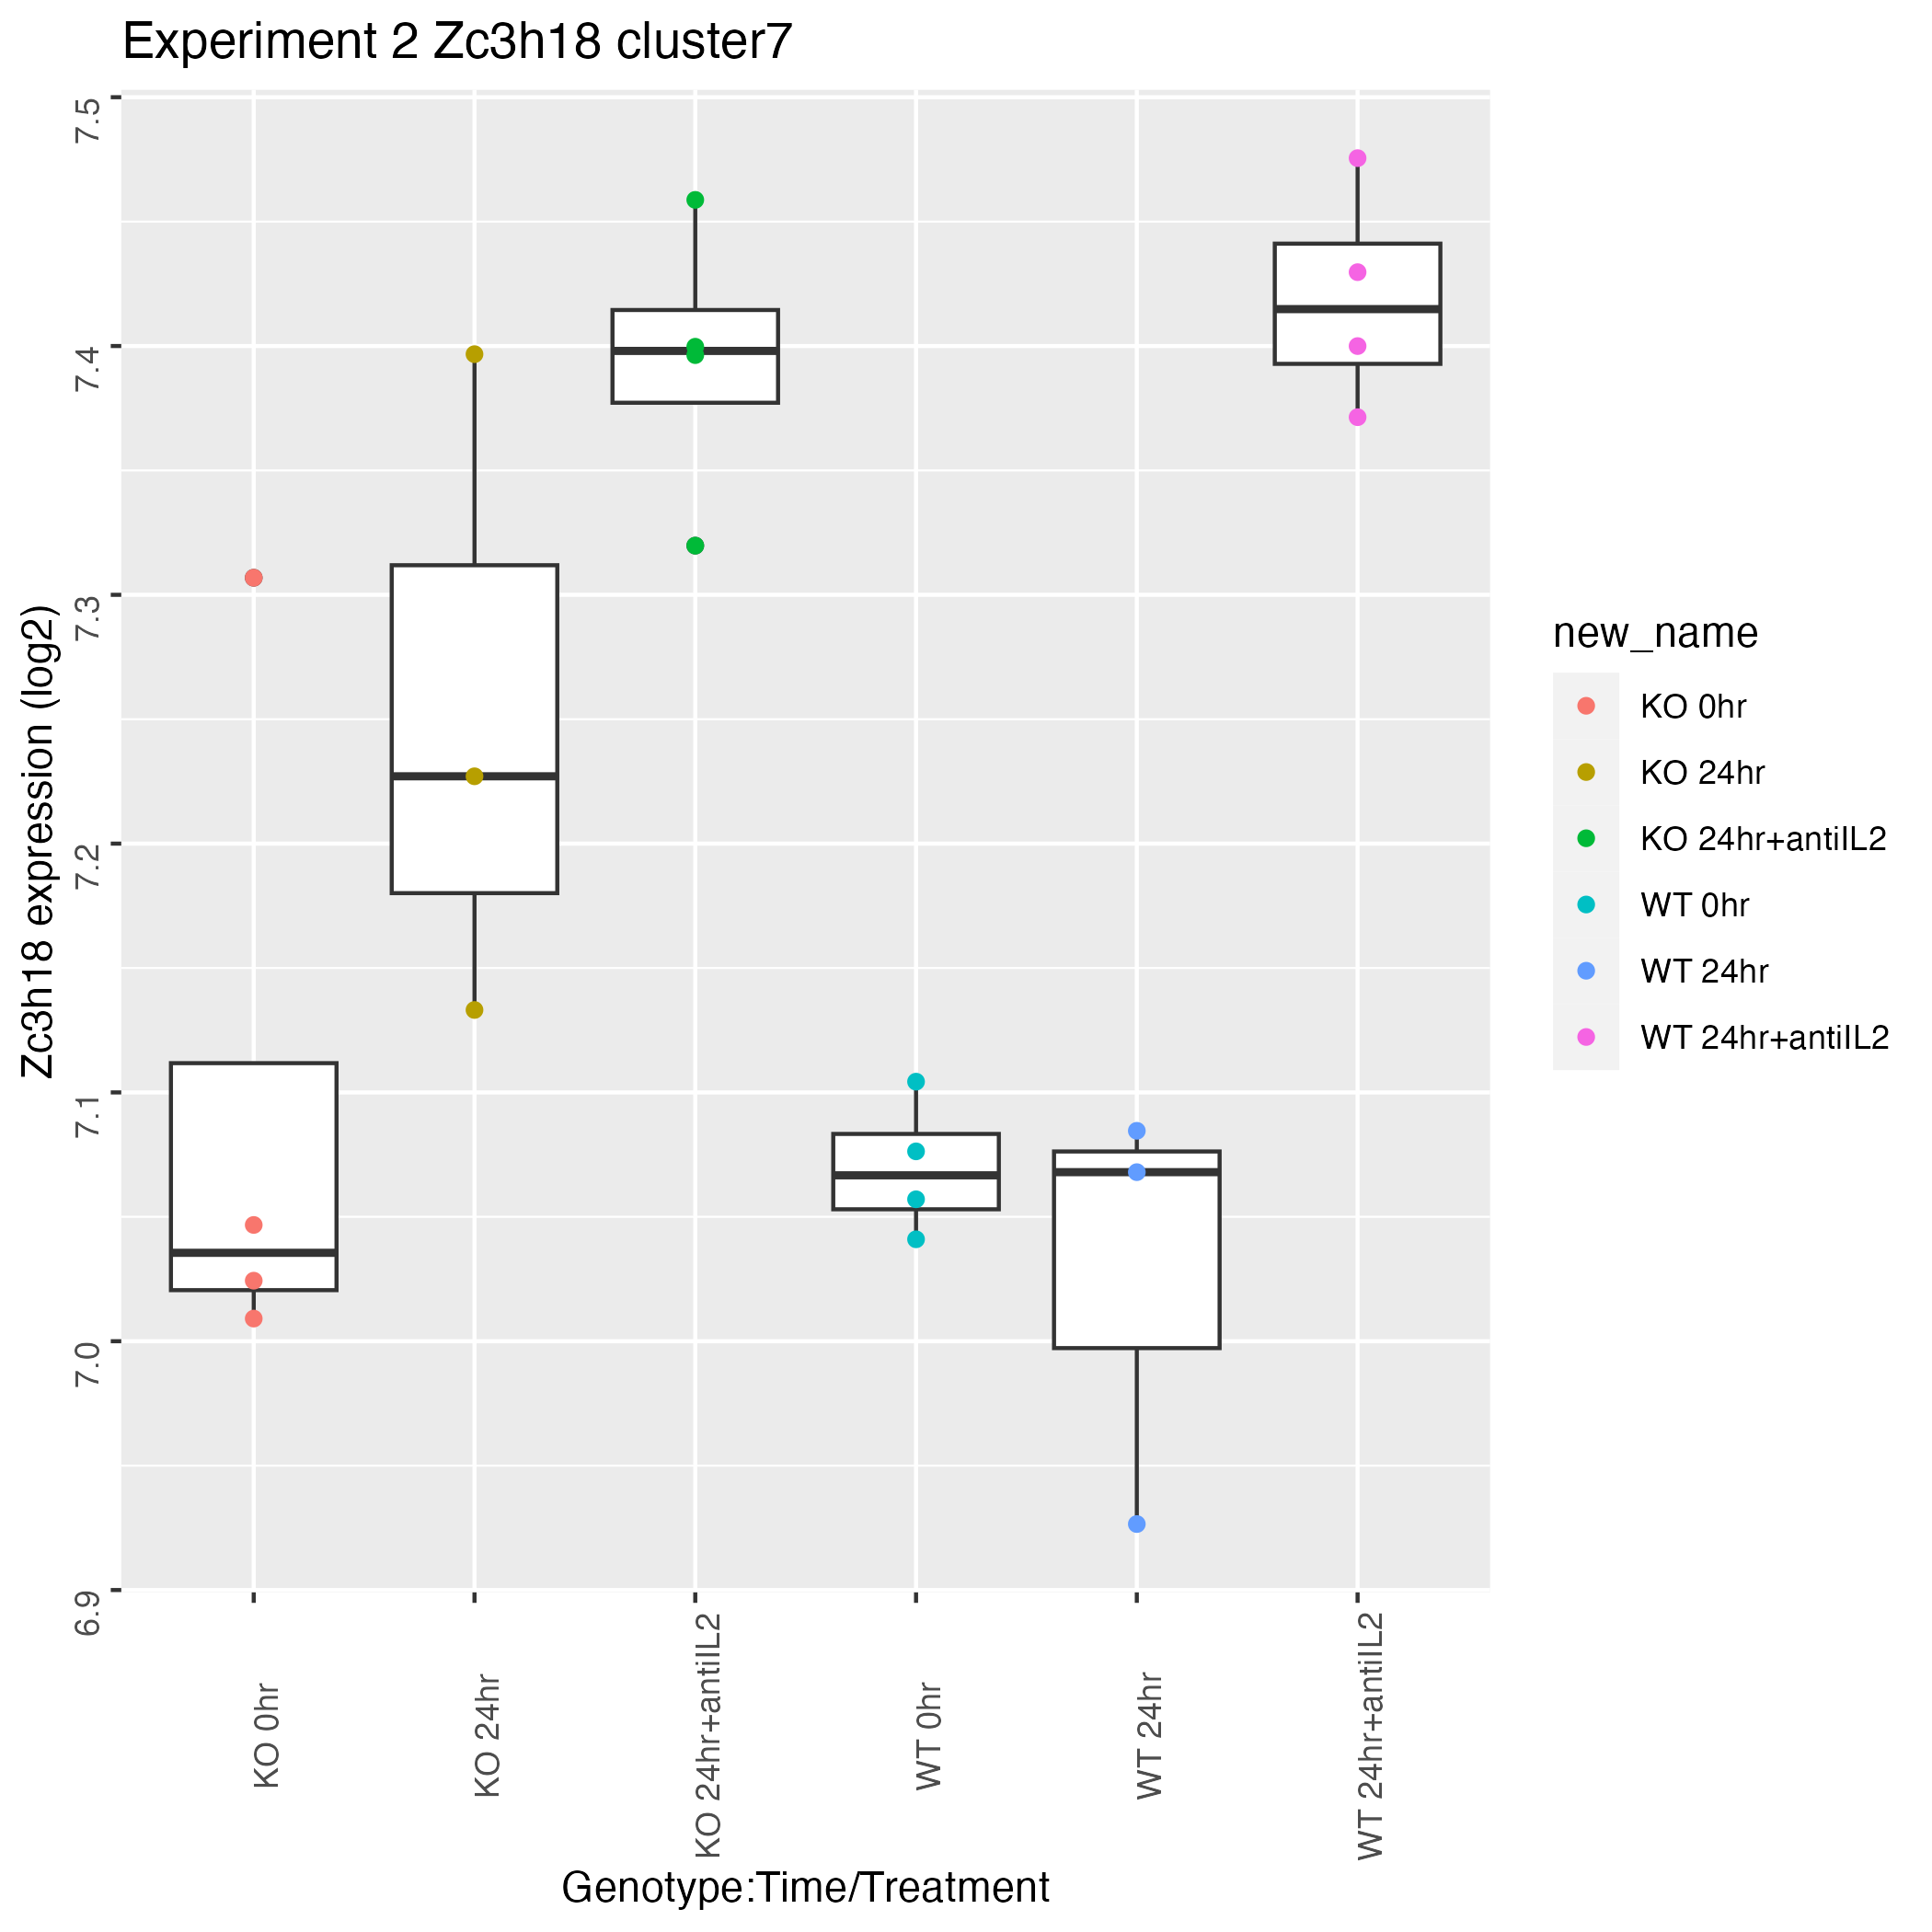 Experiment 2 Zc3h18 cluster7
Zc3h18 expression (log2)
7.5
7.4
7.3
7.2
7.1
7.0
6.9
KO 0hr
KO 24hr
KO 24hr+antiIL2
WT 0hr
WT 24hr
WT 24hr+antiIL2
Genotype:Time/Treatment
new_name
KO 0hr
KO 24hr
KO 24hr+antiIL2
WT 0hr
WT 24hr
WT 24hr+antiIL2